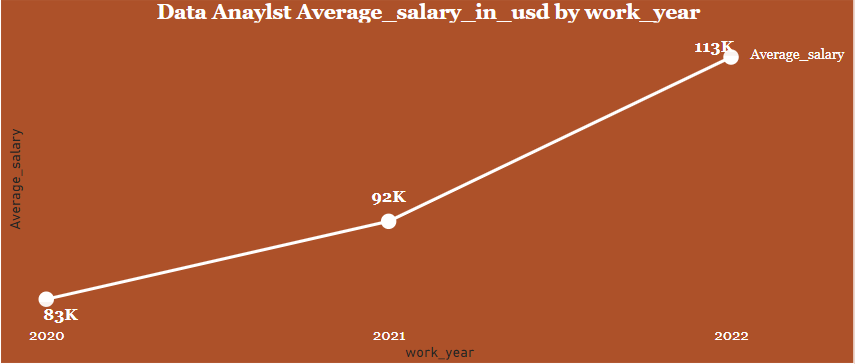 Data Anaylst Average_salary_in_usd by work_year
113K
Average_salary
Average_salary
92K
83K
2020 2021 2022
work_year